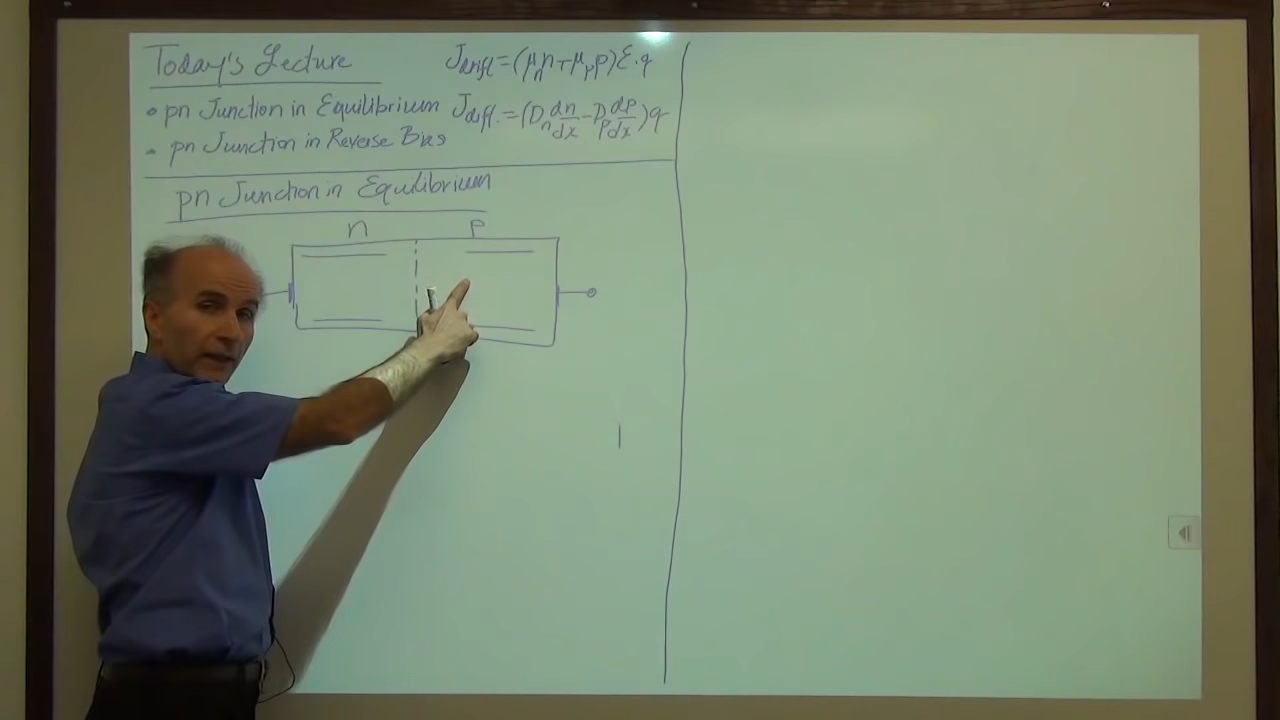 Today's Lecture
J_drift = (μ_n n + μ_p p) ℰ · q
• pn Junction in Equilibrium
J_diff. = (D_n dn/dx - D_p dp/dx) q
• pn Junction in Reverse Bias
pn Junction in Equilibrium
n P